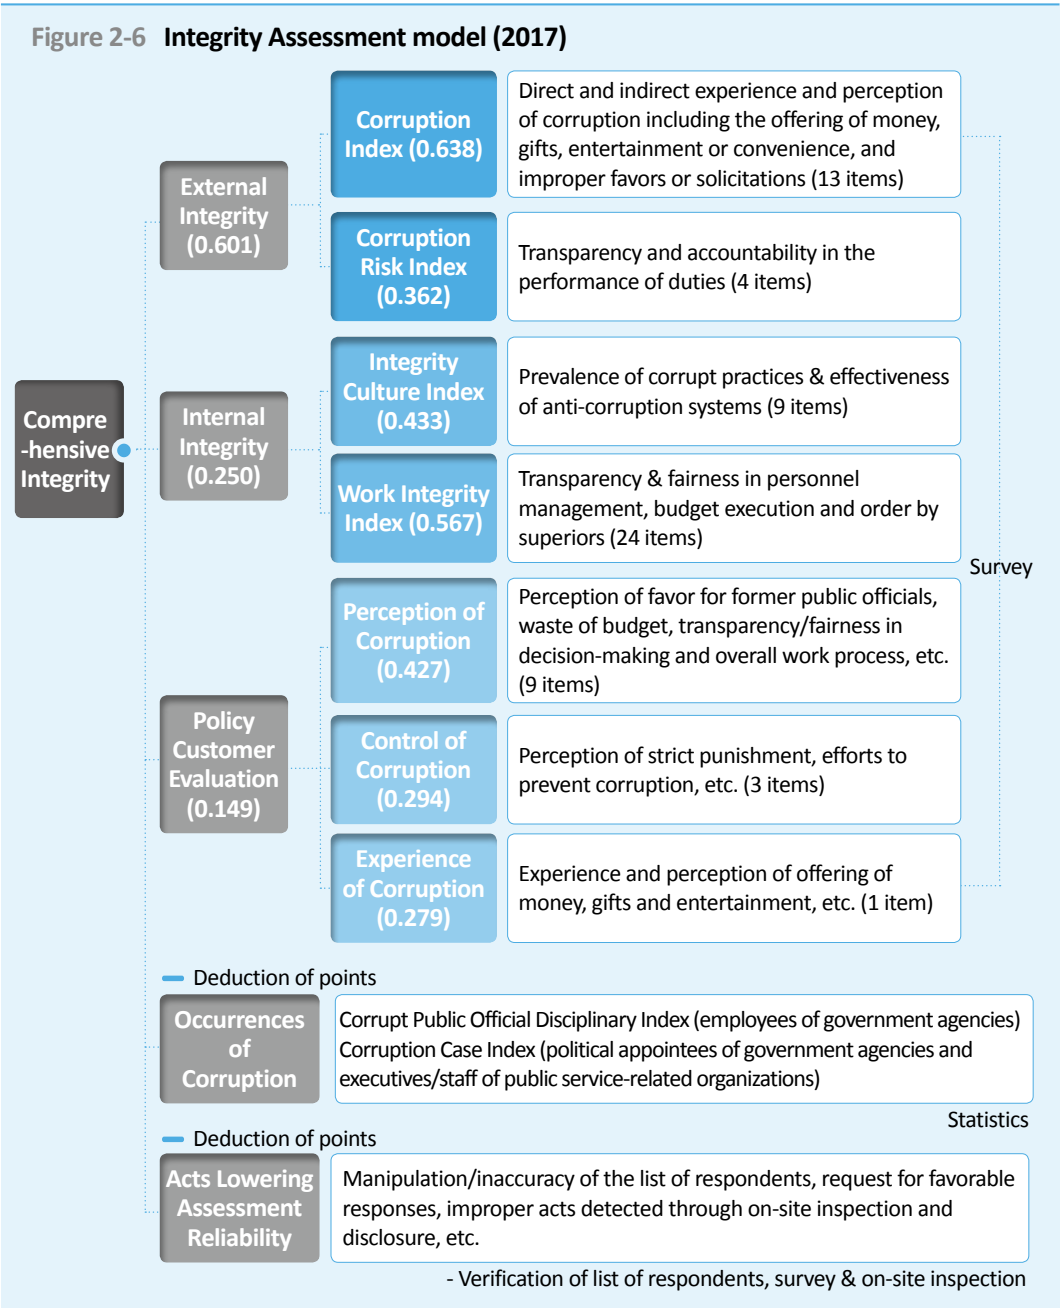 Figure 2-6 Integrity Assessment model (2017)
Compre
-hensive
Integrity
External
Integrity
(0.601)
Corruption
Index (0.638)
Direct and indirect experience and perception
of corruption including the offering of money,
gifts, entertainment or convenience, and
improper favors or solicitations (13 items)
Corruption
Risk Index
(0.362)
Transparency and accountability in the
performance of duties (4 items)
Internal
Integrity
(0.250)
Integrity
Culture Index
(0.433)
Prevalence of corrupt practices & effectiveness
of anti-corruption systems (9 items)
Work Integrity
Index (0.567)
Transparency & fairness in personnel
management, budget execution and order by
superiors (24 items)
Survey
Policy
Customer
Evaluation
(0.149)
Perception of
Corruption
(0.427)
Perception of favor for former public officials,
waste of budget, transparency/fairness in
decision-making and overall work process, etc.
(9 items)
Control of
Corruption
(0.294)
Perception of strict punishment, efforts to
prevent corruption, etc. (3 items)
Experience
of Corruption
(0.279)
Experience and perception of offering of
money, gifts and entertainment, etc. (1 item)
Deduction of points
Occurrences
of
Corruption
Corrupt Public Official Disciplinary Index (employees of government agencies)
Corruption Case Index (political appointees of government agencies and
executives/staff of public service-related organizations)
Statistics
Deduction of points
Acts Lowering
Assessment
Reliability
Manipulation/inaccuracy of the list of respondents, request for favorable
responses, improper acts detected through on-site inspection and
disclosure, etc.
- Verification of list of respondents, survey & on-site inspection